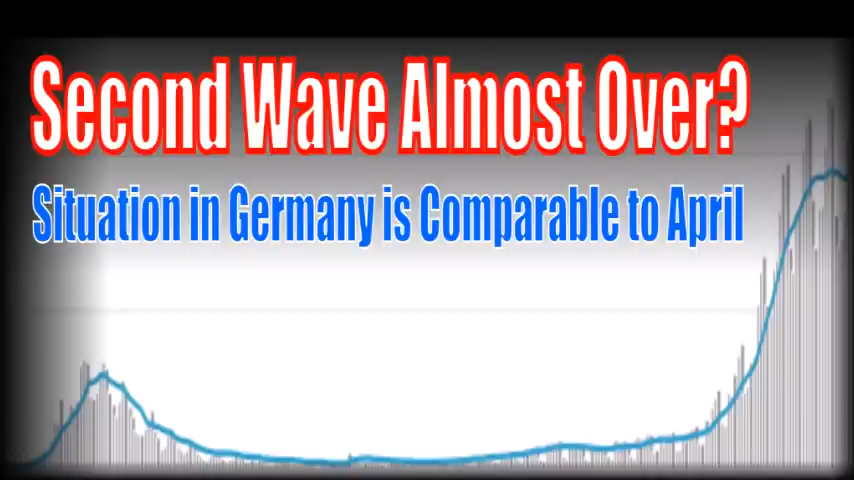 Second Wave Almost Over?
Situation in Germany is Comparable to April